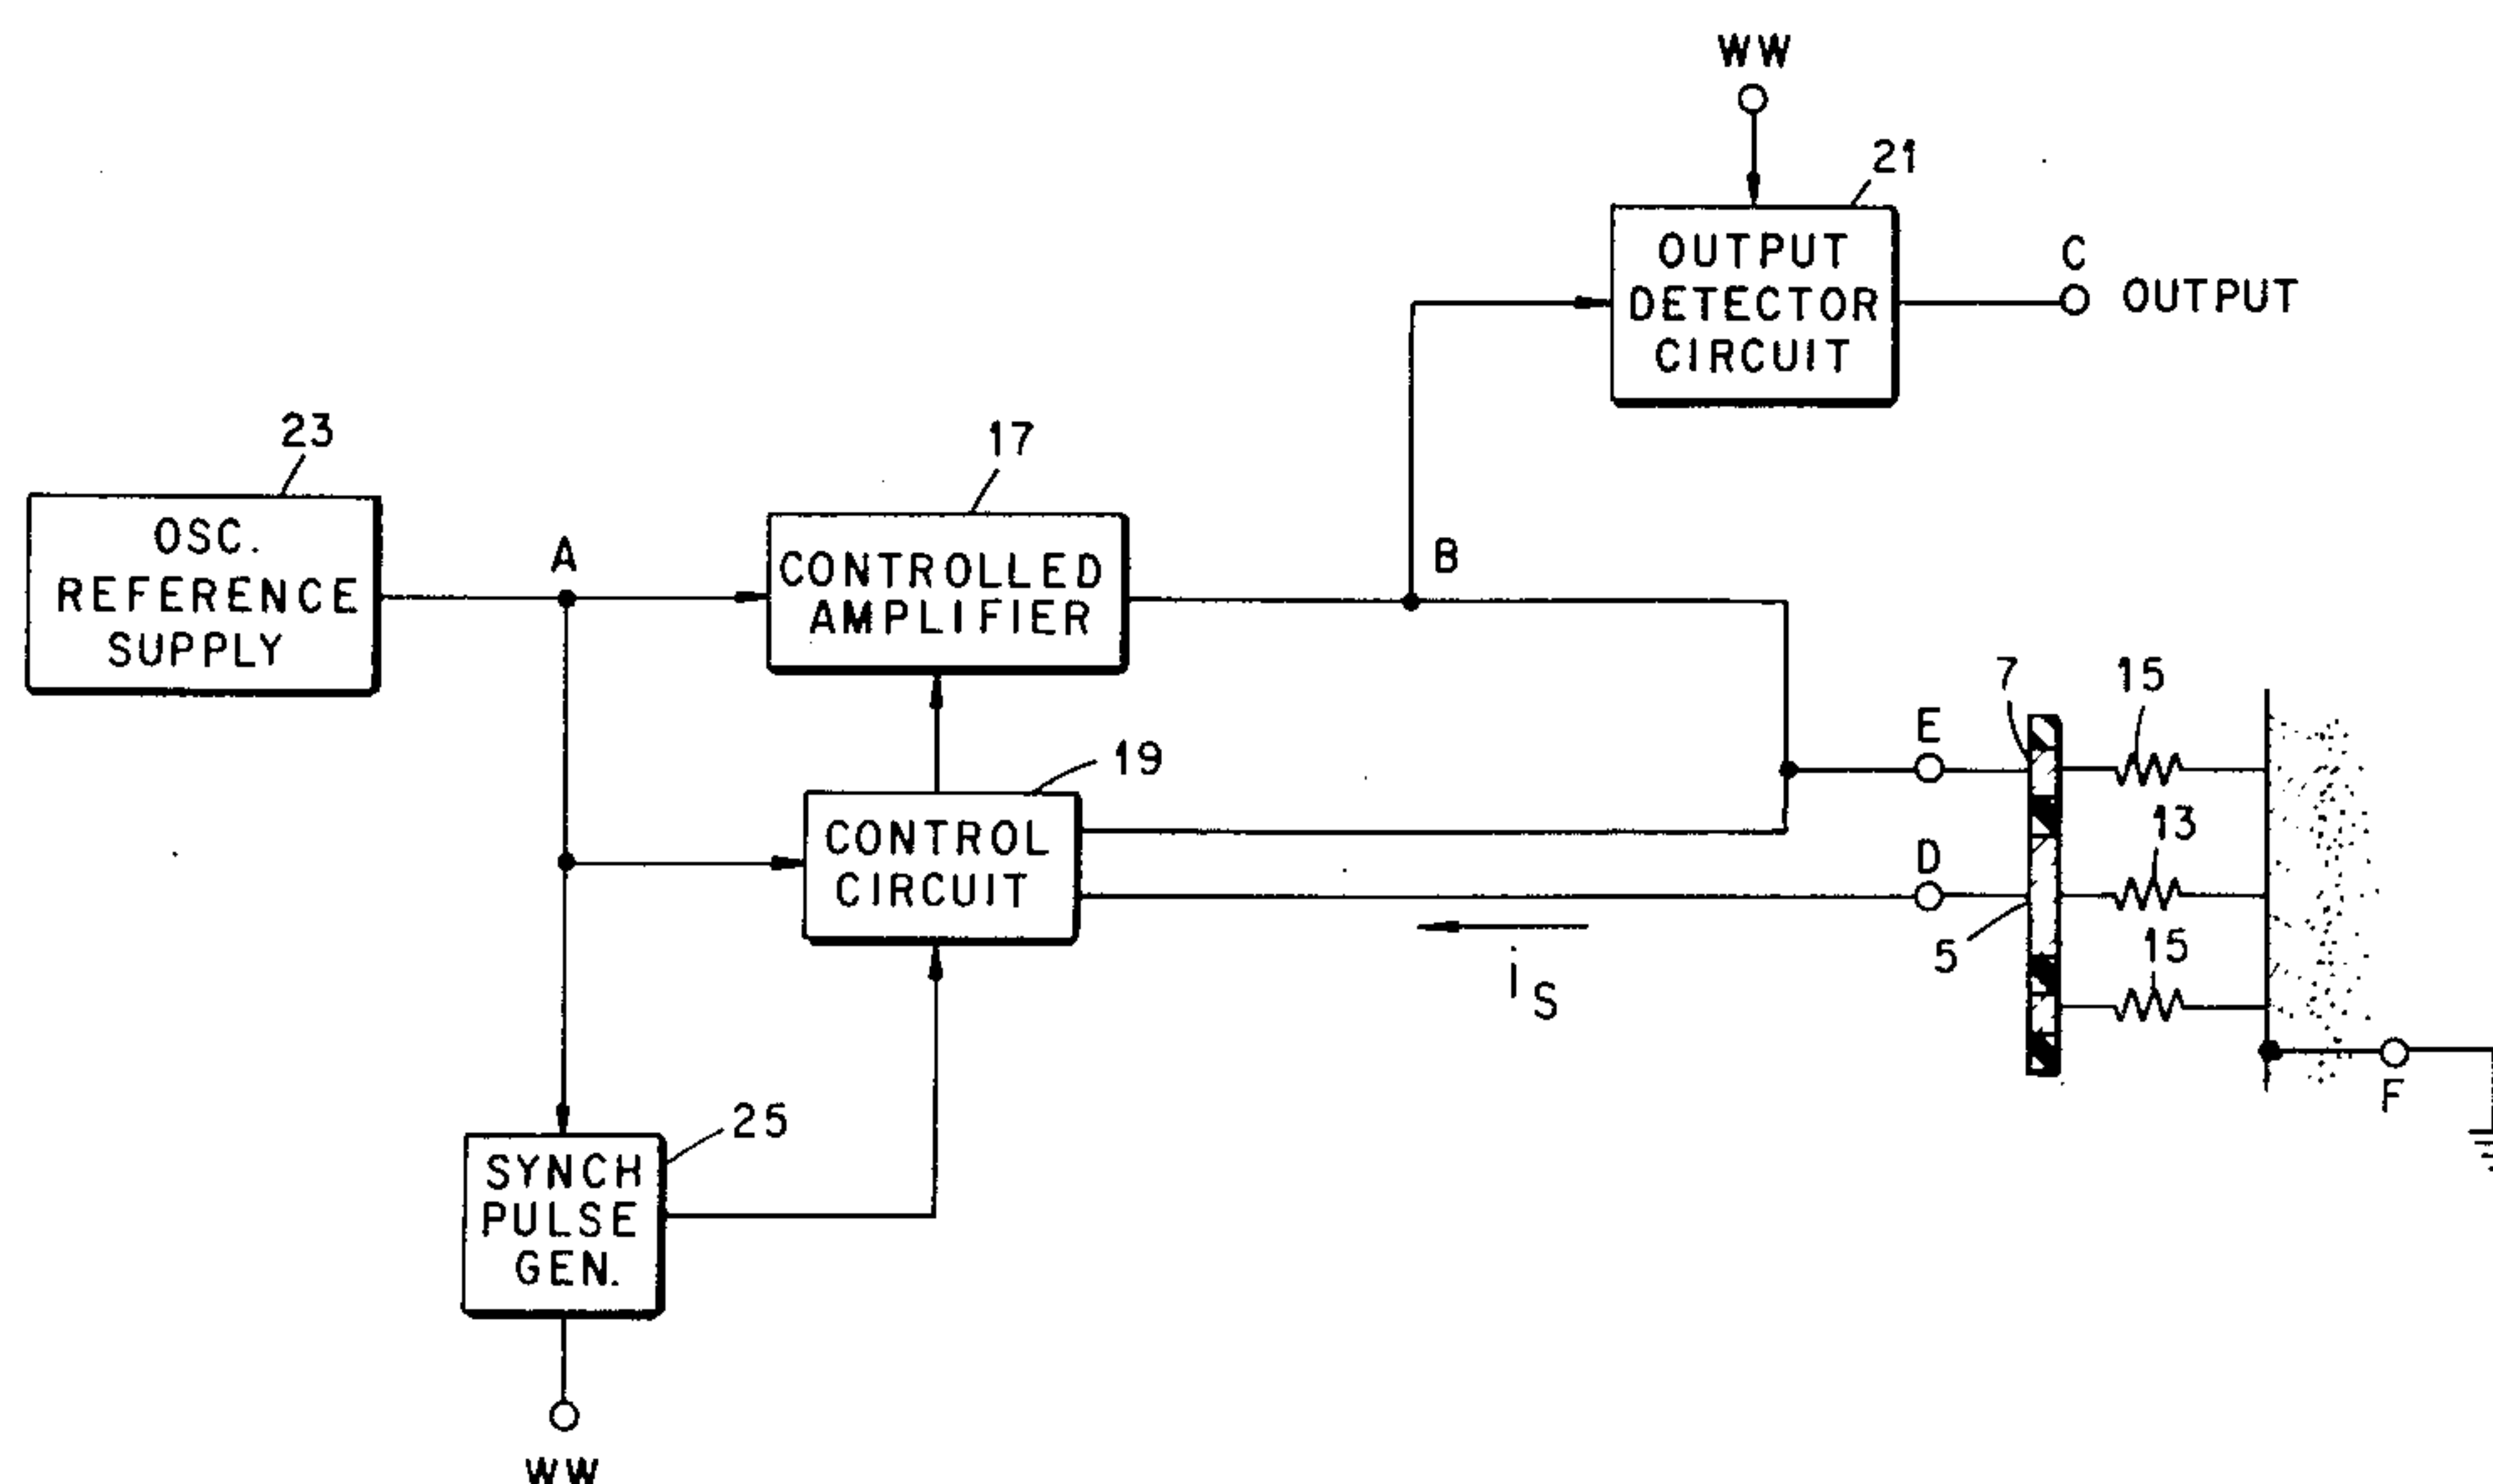 WW
21
OUTPUT
DETECTOR
CIRCUIT
C
OUTPUT
23
OSC.
REFERENCE
SUPPLY
A
17
CONTROLLED
AMPLIFIER
B
19
CONTROL
CIRCUIT
E
7
15
13
D
5
15
iS
F
25
SYNCH
PULSE
GEN.
WW